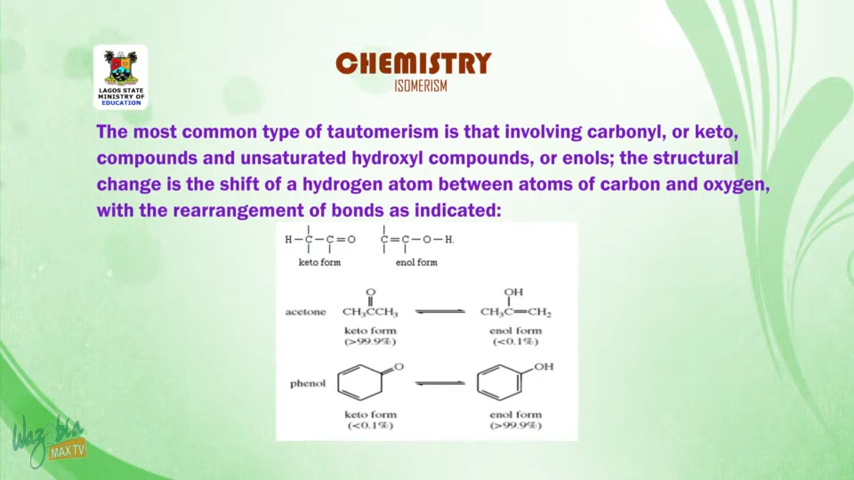 CHEMISTRY
ISOMERISM
LAGOS STATE
MINISTRY OF
EDUCATION
The most common type of tautomerism is that involving carbonyl, or keto,
compounds and unsaturated hydroxyl compounds, or enols; the structural
change is the shift of a hydrogen atom between atoms of carbon and oxygen,
with the rearrangement of bonds as indicated:
H—C—C=O C=C—O—H.
keto form enol form
O OH
acetone CH₃CCH₃ CH₃C=CH₂
keto form enol form
(>99.9%) (<0.1%)
O OH
phenol
keto form enol form
(<0.1%) (>99.9%)
Waz bia
MAX TV